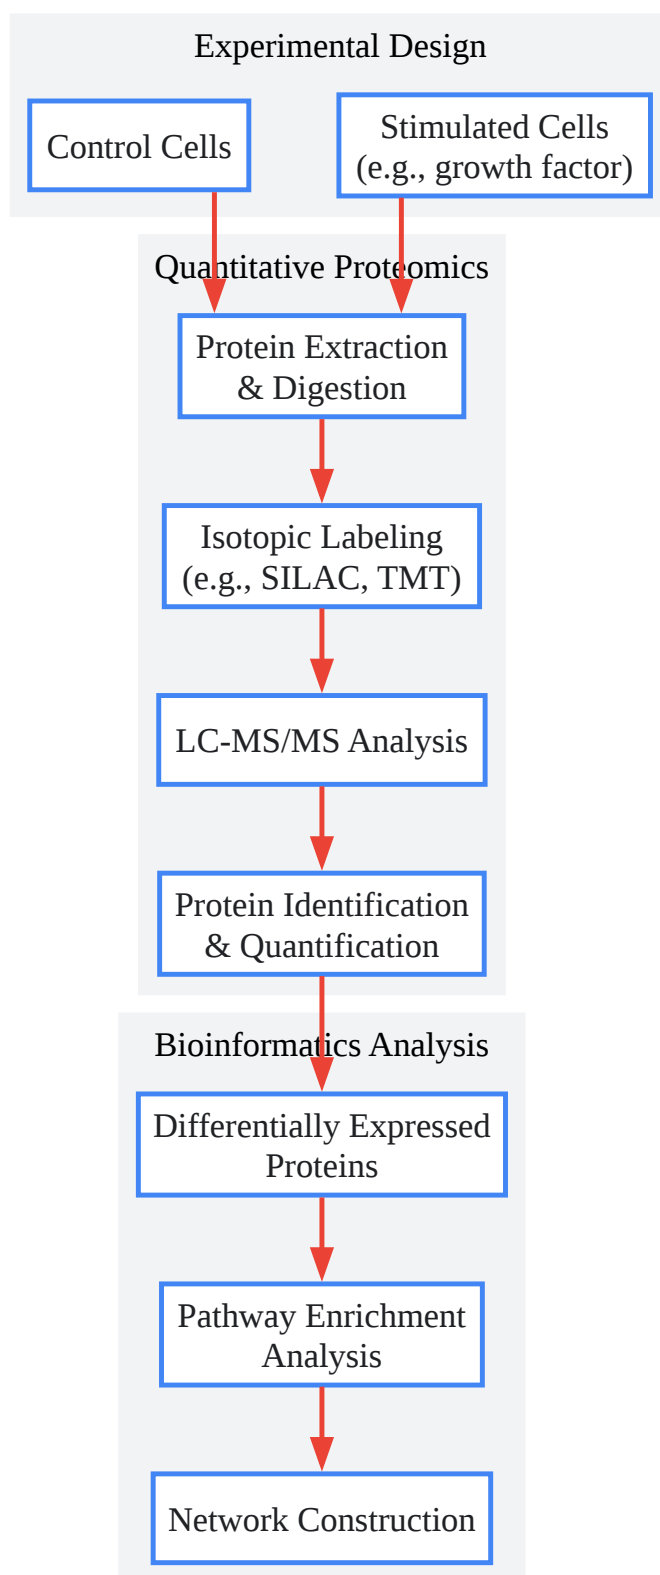 Experimental Design
Control Cells
Stimulated Cells
(e.g., growth factor)
Quantitative Proteomics
Protein Extraction
& Digestion
Isotopic Labeling
(e.g., SILAC, TMT)
LC-MS/MS Analysis
Protein Identification
& Quantification
Bioinformatics Analysis
Differentially Expressed
Proteins
Pathway Enrichment
Analysis
Network Construction